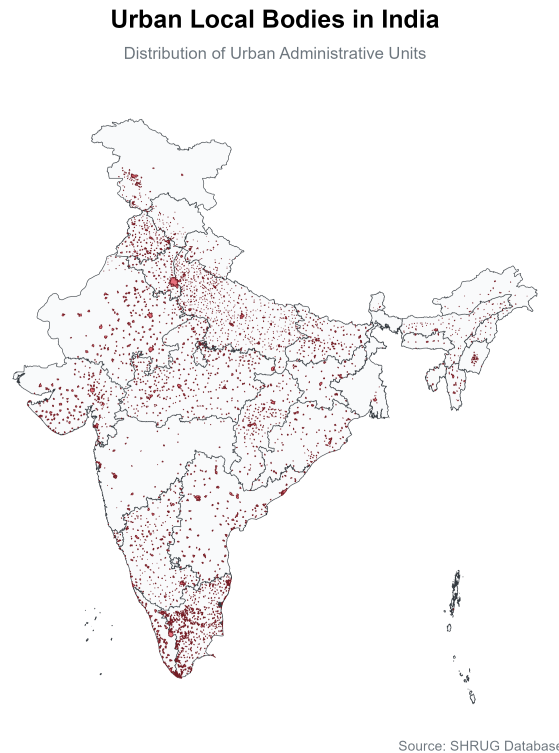 Urban Local Bodies in India
Distribution of Urban Administrative Units
Source: SHRUG Database